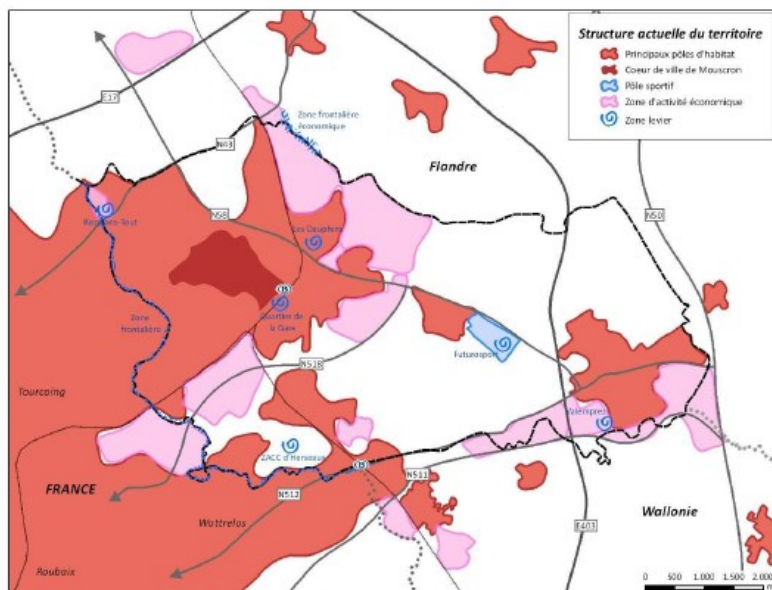 Structure actuelle du territoire
Principaux pôles d'habitat
Coeur de ville de Mouscron
Pôle sportif
Zone d'activité économique
Zone levier
E17
Zone frontalière
économique
N43
Flandre
N58
N50
Les Dauphins
B
Quartier de
la Gare
Zone
frontalière
Futurosport
N518
Tourcoing
Valemprez
ZACC d'Herseaux
B
FRANCE
N511
N512
Wattrelos
Wallonie
E403
Roubaix
0 500 1.000 1.500 2.000